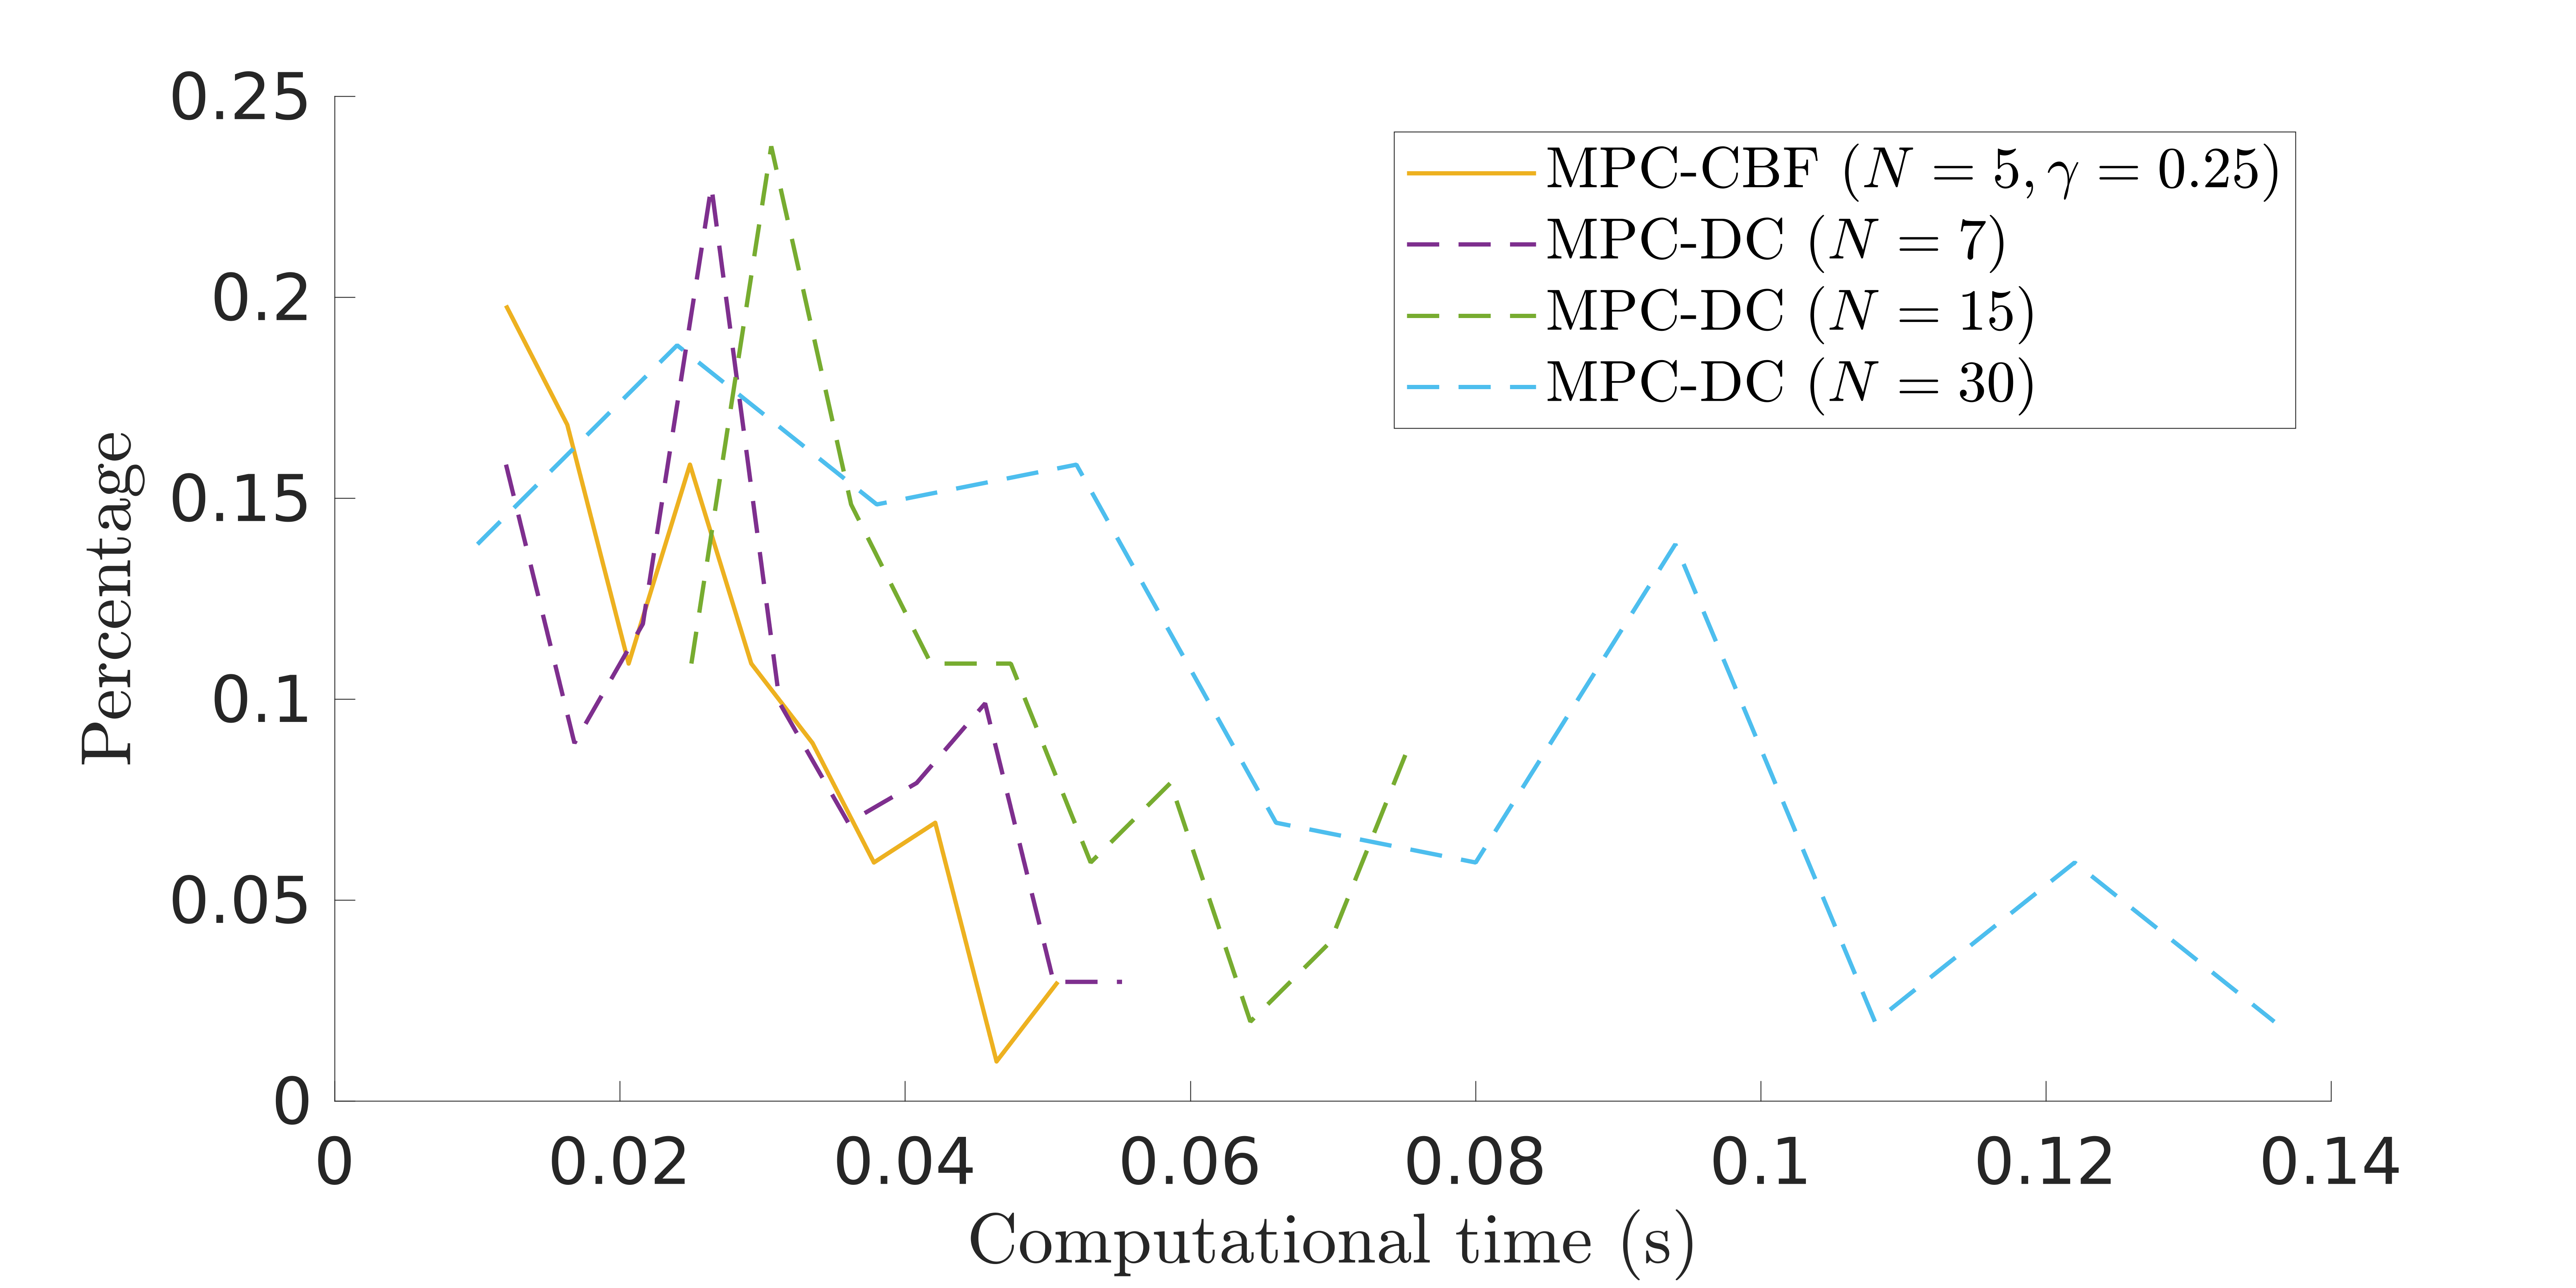 0.25
0.2
0.15
0.1
0.05
0
Percentage
MPC-CBF (N = 5, γ = 0.25)
MPC-DC (N = 7)
MPC-DC (N = 15)
MPC-DC (N = 30)
0 0.02 0.04 0.06 0.08 0.1 0.12 0.14
Computational time (s)